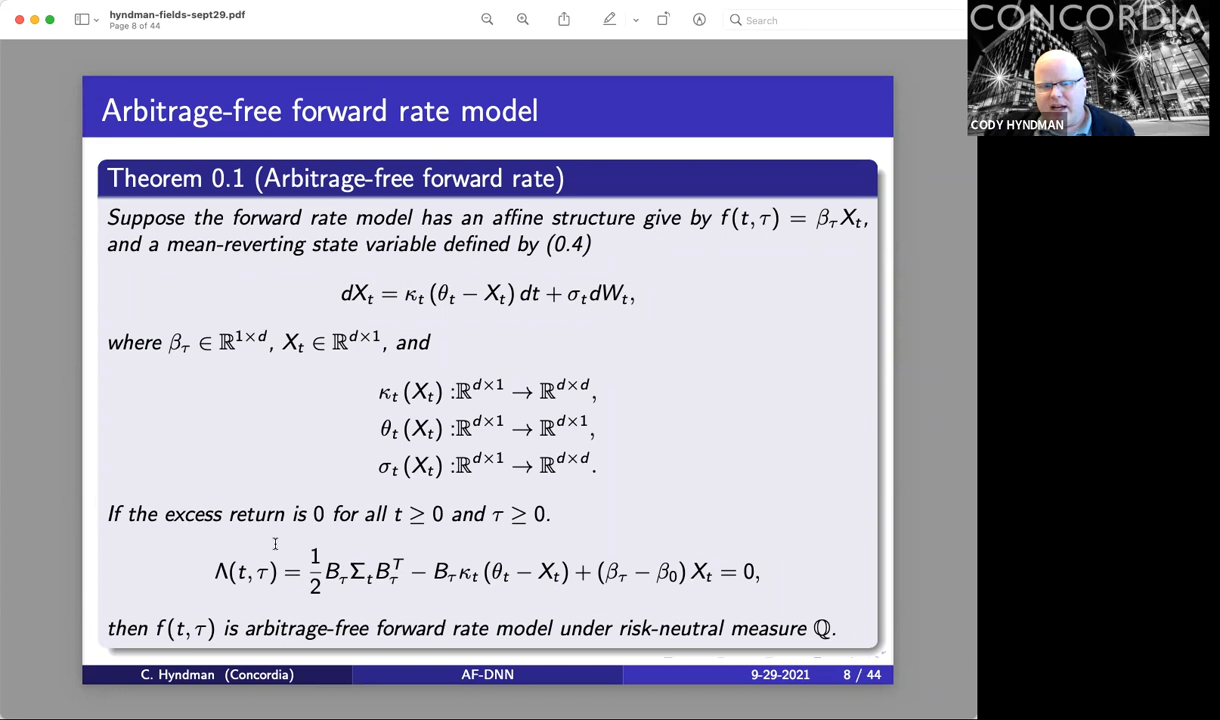 hyndman-fields-sept29.pdf
Page 8 of 44
Search
CONCORDIA
CODY HYNDMAN
Arbitrage-free forward rate model
Theorem 0.1 (Arbitrage-free forward rate)
Suppose the forward rate model has an affine structure give by f(t, τ) = β_τ X_t,
and a mean-reverting state variable defined by (0.4)
dX_t = κ_t (θ_t − X_t) dt + σ_t dW_t,
where β_τ ∈ ℝ^{1×d}, X_t ∈ ℝ^{d×1}, and
κ_t (X_t) :ℝ^{d×1} → ℝ^{d×d},
θ_t (X_t) :ℝ^{d×1} → ℝ^{d×1},
σ_t (X_t) :ℝ^{d×1} → ℝ^{d×d}.
If the excess return is 0 for all t ≥ 0 and τ ≥ 0.
Λ(t, τ) = 1/2 B_τ Σ_t B_τ^T − B_τ κ_t (θ_t − X_t) + (β_τ − β_0) X_t = 0,
then f(t, τ) is arbitrage-free forward rate model under risk-neutral measure ℚ.
C. Hyndman (Concordia) AF-DNN 9-29-2021 8 / 44